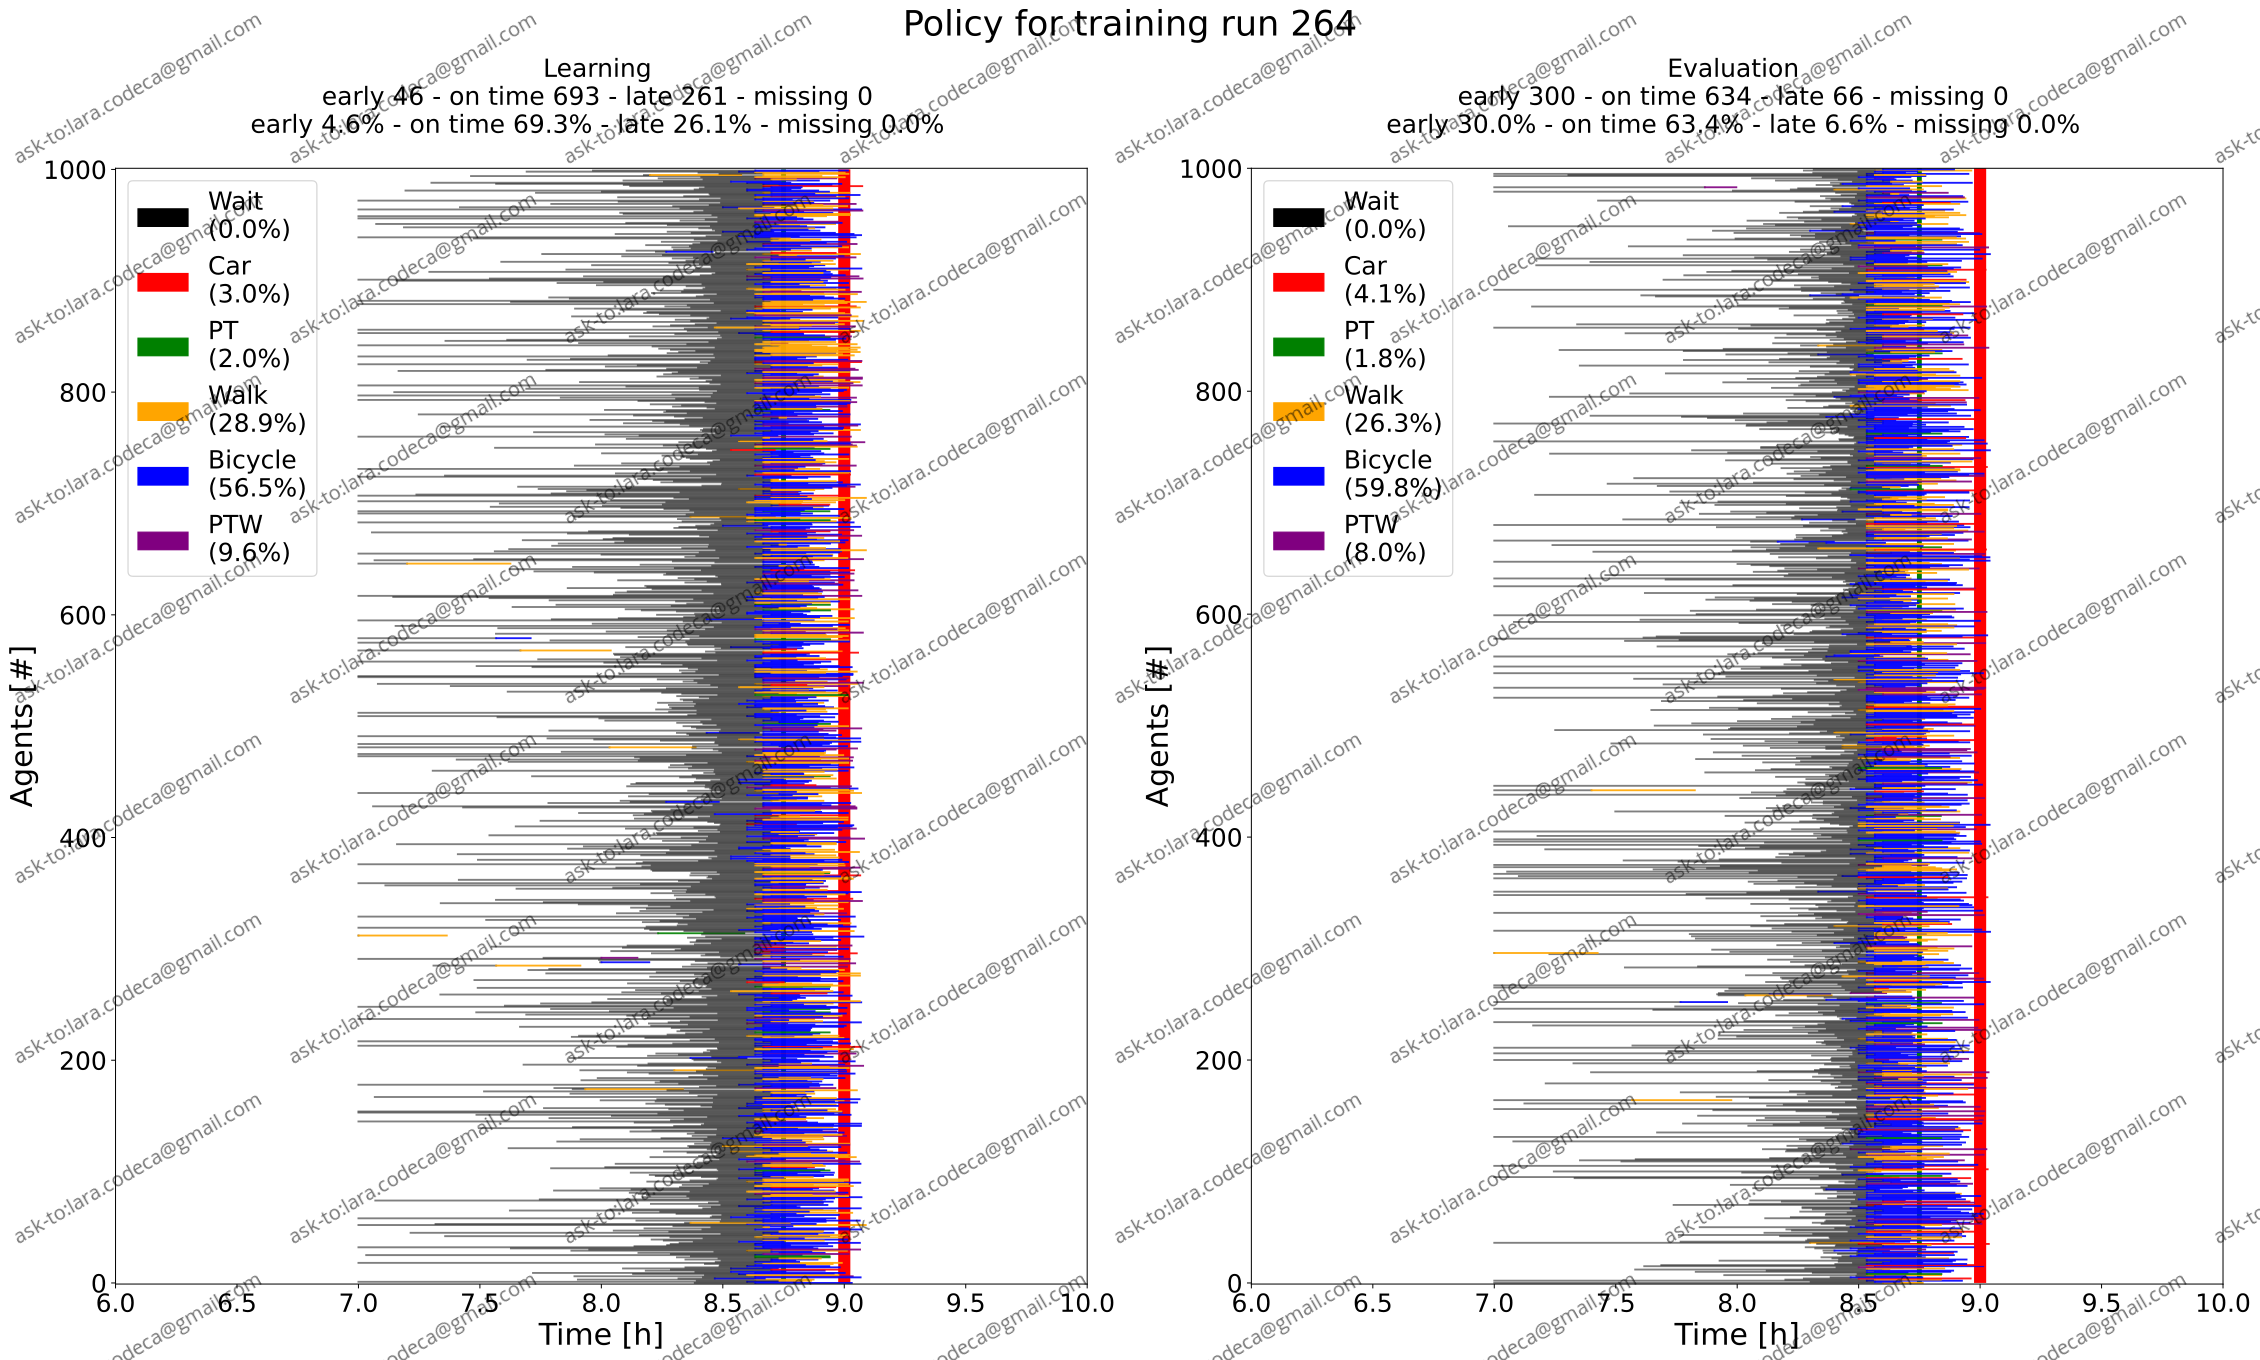 Policy for training run 264
Learning
early 46 - on time 693 - late 261 - missing 0
early 4.6% - on time 69.3% - late 26.1% - missing 0.0%
1000
800
600
400
200
0
Agents [#]
Wait
(0.0%)
Car
(3.0%)
PT
(2.0%)
Walk
(28.9%)
Bicycle
(56.5%)
PTW
(9.6%)
6.0 6.5 7.0 7.5 8.0 8.5 9.0 9.5 10.0
Time [h]
Evaluation
early 300 - on time 634 - late 66 - missing 0
early 30.0% - on time 63.4% - late 6.6% - missing 0.0%
1000
800
600
400
200
0
Agents [#]
Wait
(0.0%)
Car
(4.1%)
PT
(1.8%)
Walk
(26.3%)
Bicycle
(59.8%)
PTW
(8.0%)
6.0 6.5 7.0 7.5 8.0 8.5 9.0 9.5 10.0
Time [h]
ask-to:lara.codeca@gmail.com